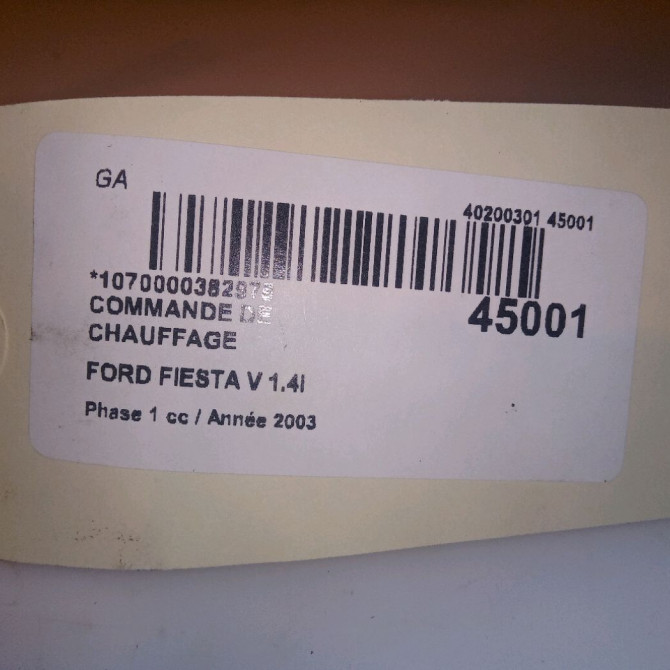 GA
40200301 45001
COMMANDE DE
45001
CHAUFFAGE
FORD FIESTA V 1.4i
Phase 1 cc / Année 2003